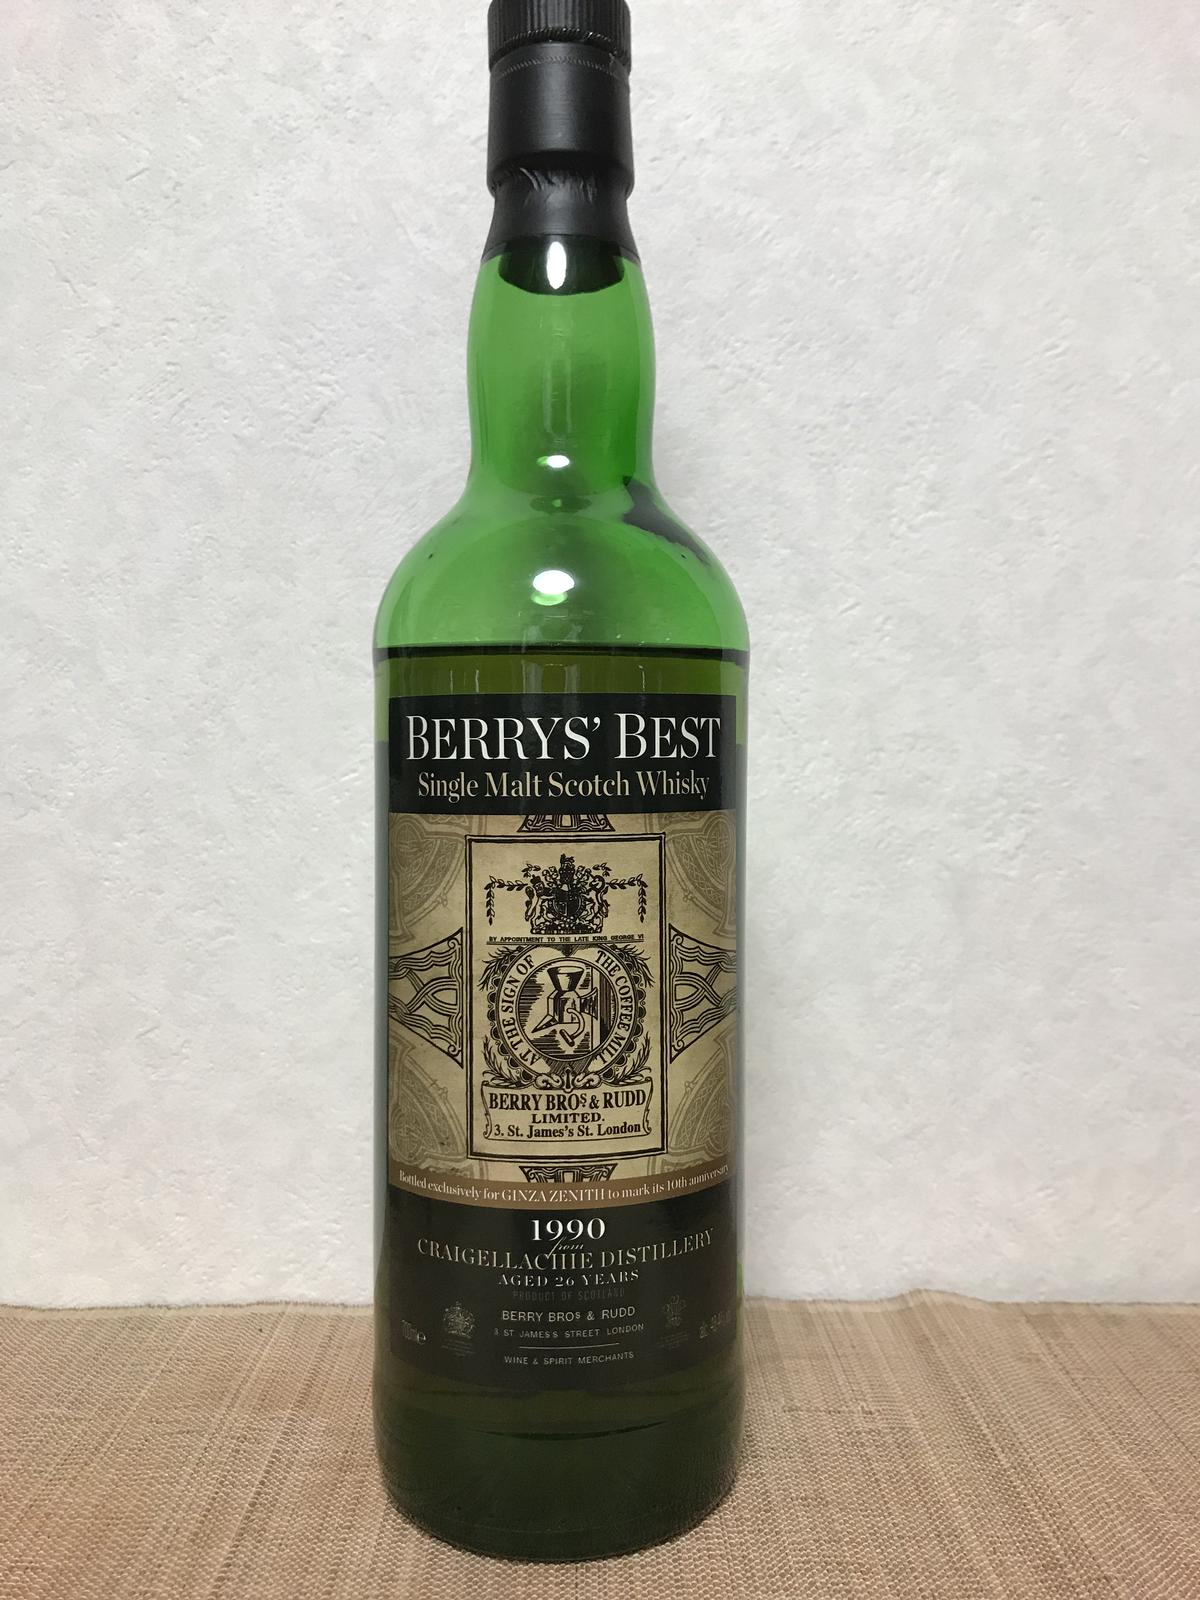 BERRYS' BEST
Single Malt Scotch Whisky
BY APPOINTMENT TO THE LATE KING GEORGE VI
AT THE SIGN OF THE COFFEE MILL
BERRY BROS & RUDD
LIMITED.
3. St. James's St. London
Bottled exclusively for GINZA ZENITH to mark its 10th anniversary
1990
from
CRAIGELLACHIE DISTILLERY
AGED 26 YEARS
PRODUCT OF SCOTLAND
BERRY BROS & RUDD
3 ST JAMES'S STREET LONDON
WINE & SPIRIT MERCHANTS